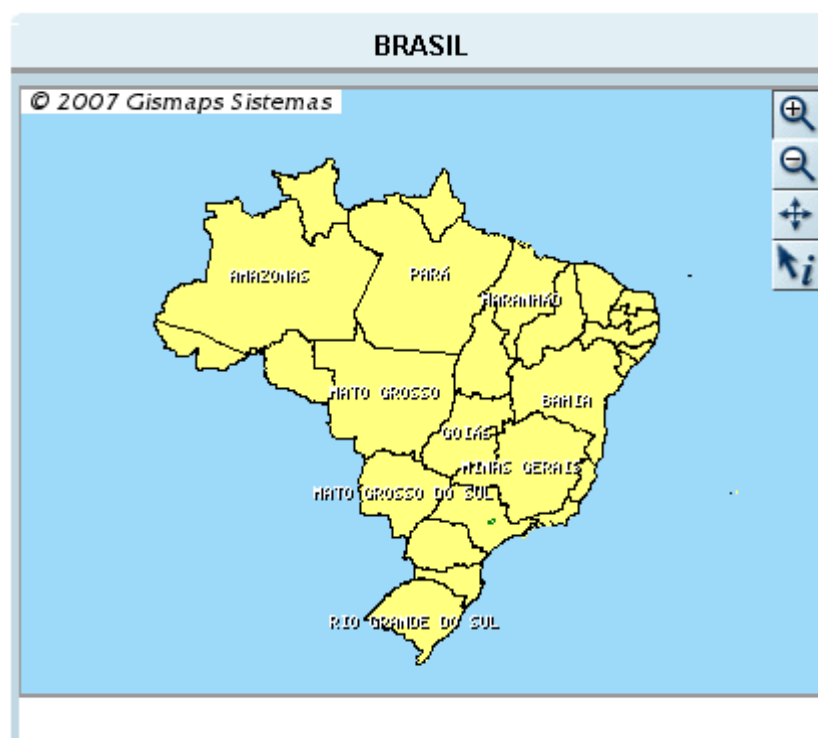 BRASIL
© 2007 Gismaps Sistemas
AMAZONAS
PARÁ
MARANHÃO
MATO GROSSO
BAHIA
GOIÁS
MINAS GERAIS
MATO GROSSO DO SUL
RIO GRANDE DO SUL